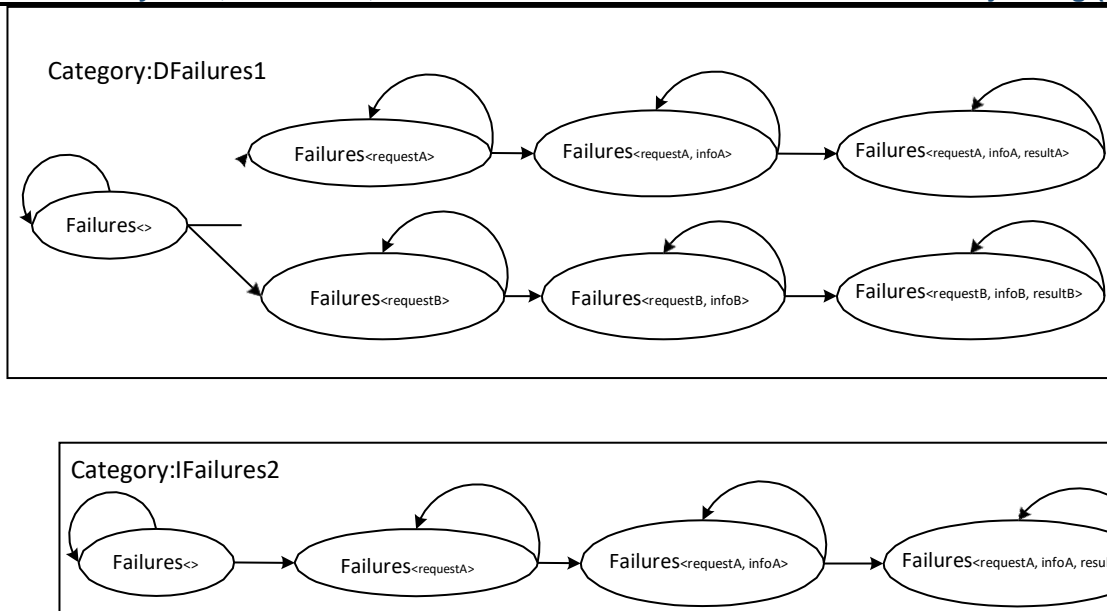 Category:DFailures1
Failures<requestA>
Failures<requestA, infoA>
Failures<requestA, infoA, resultA>
Failures<>
Failures<requestB>
Failures<requestB, infoB>
Failures<requestB, infoB, resultB>
Category:IFailures2
Failures<>
Failures<requestA>
Failures<requestA, infoA>
Failures<requestA, infoA,